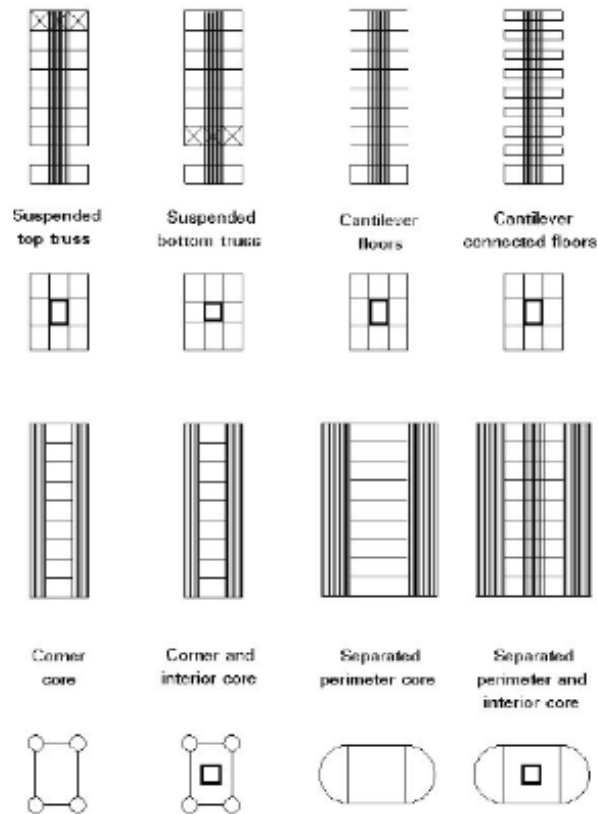 Suspended
top truss
Suspended
bottom truss
Cantilever
floors
Cantilever
connected floors
Corner
core
Corner and
interior core
Separated
perimeter core
Separated
perimeter and
interior core